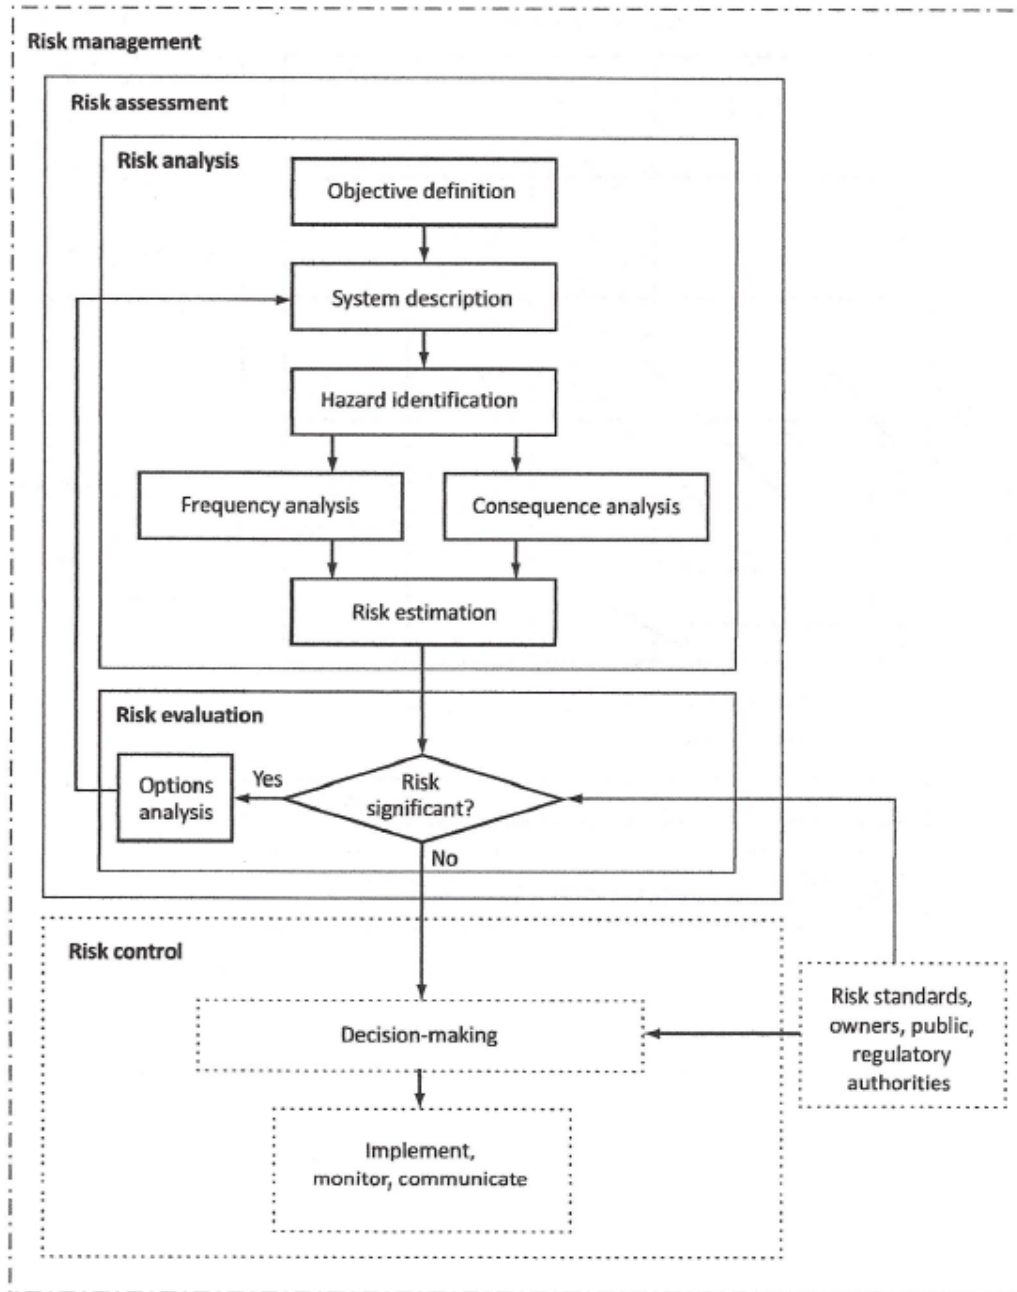 Risk management
Risk assessment
Risk analysis
Objective definition
System description
Hazard identification
Frequency analysis
Consequence analysis
Risk estimation
Risk evaluation
Options
analysis
Yes
Risk
significant?
No
Risk control
Decision-making
Risk standards,
owners, public,
regulatory
authorities
Implement,
monitor, communicate